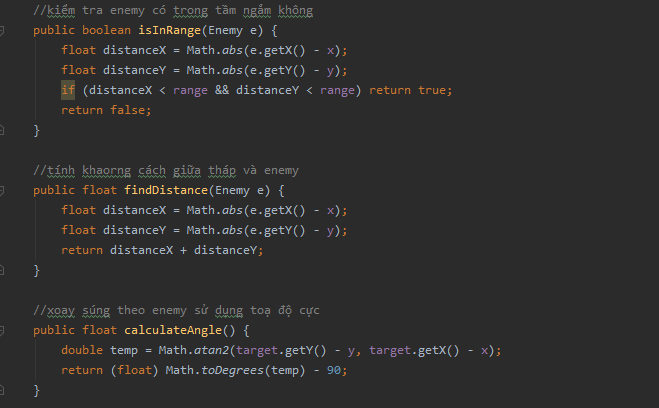 //kiểm tra enemy có trong tầm ngắm không
public boolean isInRange(Enemy e) {
float distanceX = Math.abs(e.getX() - x);
float distanceY = Math.abs(e.getY() - y);
if (distanceX < range && distanceY < range) return true;
return false;
}
//tính khaorng cách giữa tháp và enemy
public float findDistance(Enemy e) {
float distanceX = Math.abs(e.getX() - x);
float distanceY = Math.abs(e.getY() - y);
return distanceX + distanceY;
}
//xoay súng theo enemy sử dụng toạ độ cực
public float calculateAngle() {
double temp = Math.atan2(target.getY() - y, target.getX() - x);
return (float) Math.toDegrees(temp) - 90;
}